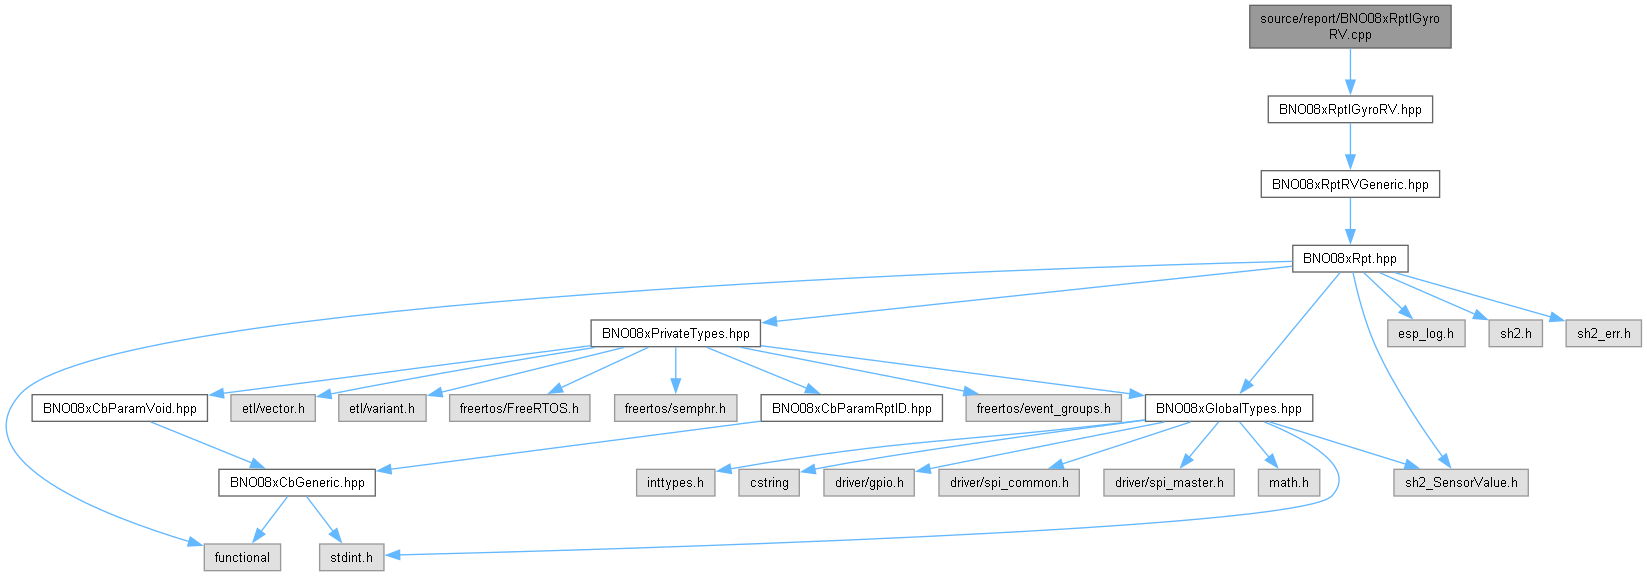 source/report/BNO08xRptIGyro
RV.cpp
BNO08xRptIGyroRV.hpp
BNO08xRptRVGeneric.hpp
BNO08xRpt.hpp
BNO08xPrivateTypes.hpp
esp_log.h
sh2.h
sh2_err.h
BNO08xCbParamVoid.hpp
etl/vector.h
etl/variant.h
freertos/FreeRTOS.h
freertos/semphr.h
BNO08xCbParamRptID.hpp
freertos/event_groups.h
BNO08xGlobalTypes.hpp
BNO08xCbGeneric.hpp
inttypes.h
cstring
driver/gpio.h
driver/spi_common.h
driver/spi_master.h
math.h
sh2_SensorValue.h
functional
stdint.h